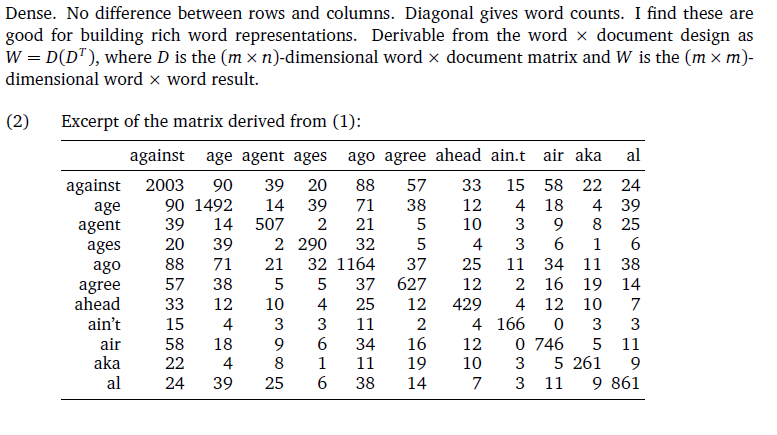 Dense. No difference between rows and columns. Diagonal gives word counts. I find these are
good for building rich word representations. Derivable from the word × document design as
W = D(Dᵀ), where D is the (m × n)-dimensional word × document matrix and W is the (m × m)-
dimensional word × word result.
(2) Excerpt of the matrix derived from (1):
against age agent ages ago agree ahead ain.t air aka al
against 2003 90 39 20 88 57 33 15 58 22 24
age 90 1492 14 39 71 38 12 4 18 4 39
agent 39 14 507 2 21 5 10 3 9 8 25
ages 20 39 2 290 32 5 4 3 6 1 6
ago 88 71 21 32 1164 37 25 11 34 11 38
agree 57 38 5 5 37 627 12 2 16 19 14
ahead 33 12 10 4 25 12 429 4 12 10 7
ain't 15 4 3 3 11 2 4 166 0 3 3
air 58 18 9 6 34 16 12 0 746 5 11
aka 22 4 8 1 11 19 10 3 5 261 9
al 24 39 25 6 38 14 7 3 11 9 861